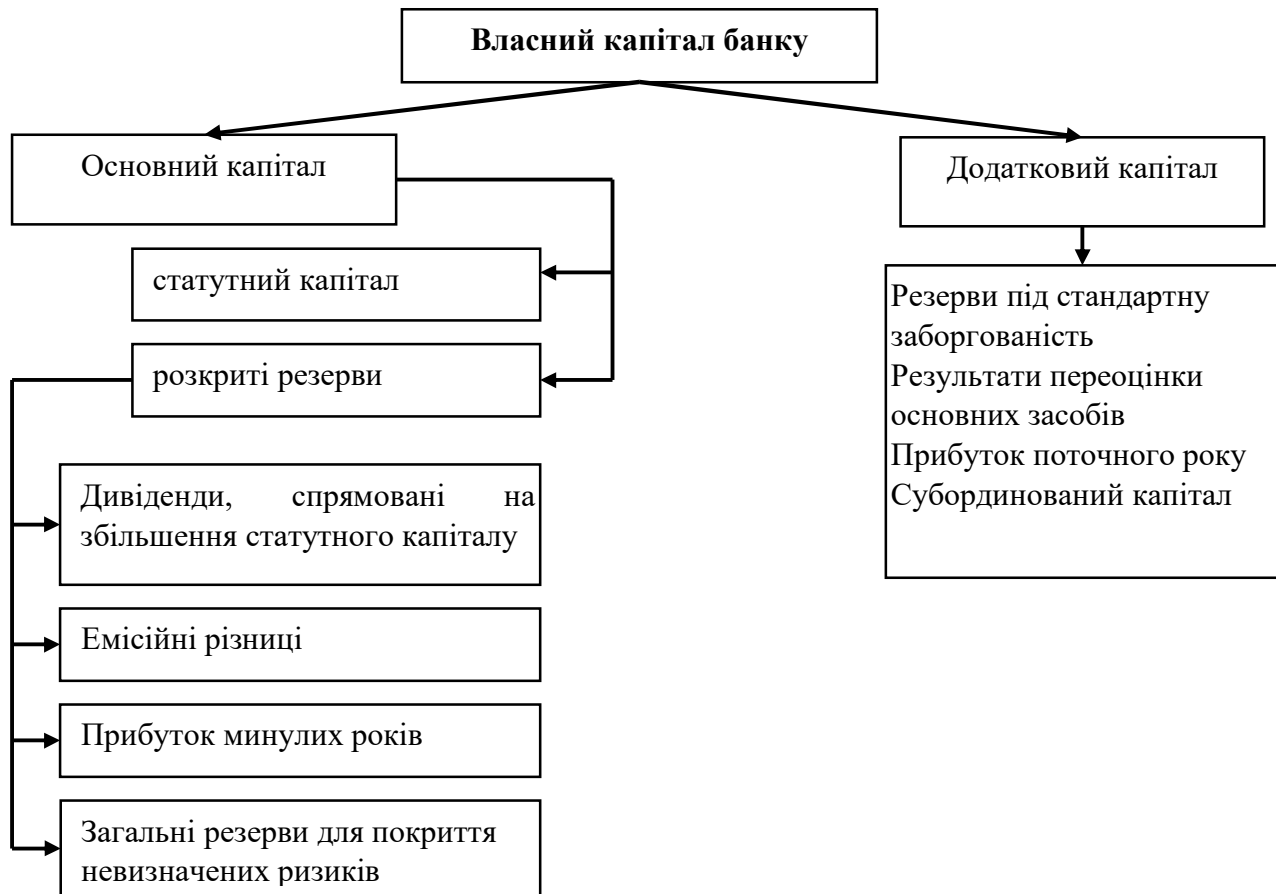 Власний капітал банку
Основний капітал
Додатковий капітал
статутний капітал
розкриті резерви
Дивіденди, спрямовані на
збільшення статутного капіталу
Емісійні різниці
Прибуток минулих років
Загальні резерви для покриття
невизначених ризиків
Резерви під стандартну
заборгованість
Результати переоцінки
основних засобів
Прибуток поточного року
Субординований капітал